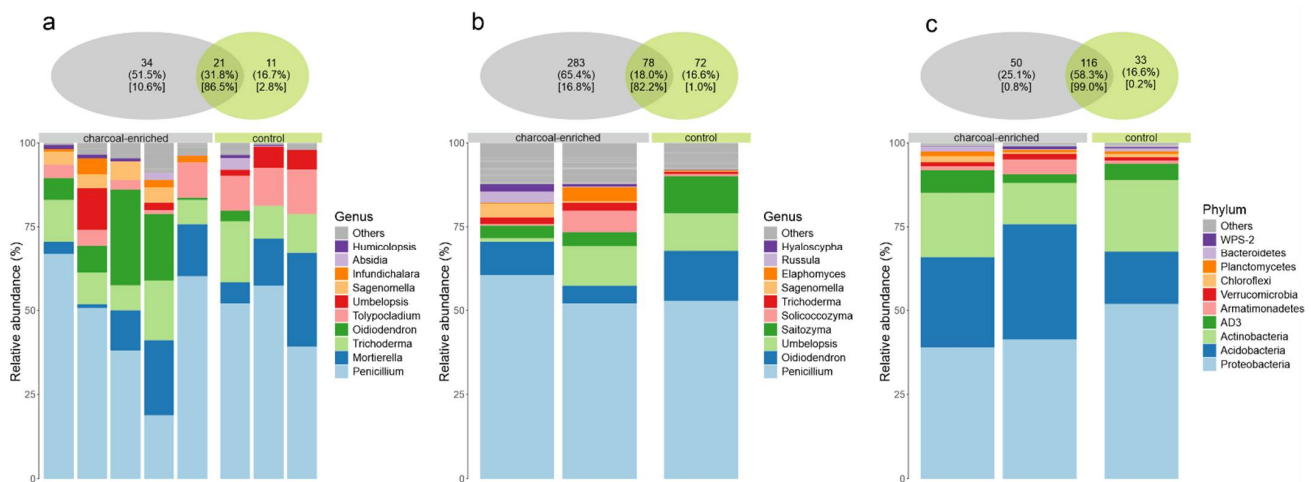 a
34
(51.5%)
[10.6%]
21
(31.8%)
[86.5%]
11
(16.7%)
[2.8%]
charcoal-enriched
control
Relative abundance (%)
100
75
50
25
0
Genus
Others
Humicolopsis
Absidia
Infundichalara
Sagenomella
Umbelopsis
Tolypocladium
Oidiodendron
Trichoderma
Mortierella
Penicillium
b
283
(65.4%)
[16.8%]
78
(18.0%)
[82.2%]
72
(16.6%)
[1.0%]
charcoal-enriched
control
Relative abundance (%)
100
75
50
25
0
Genus
Others
Hyaloscypha
Russula
Elaphomyces
Sagenomella
Trichoderma
Solicoccozyma
Saitozyma
Umbelopsis
Oidiodendron
Penicillium
c
50
(25.1%)
[0.8%]
116
(58.3%)
[99.0%]
33
(16.6%)
[0.2%]
charcoal-enriched
control
Relative abundance (%)
100
75
50
25
0
Phylum
Others
WPS-2
Bacteroidetes
Planctomycetes
Chloroflexi
Verrucomicrobia
Armatimonadetes
AD3
Actinobacteria
Acidobacteria
Proteobacteria